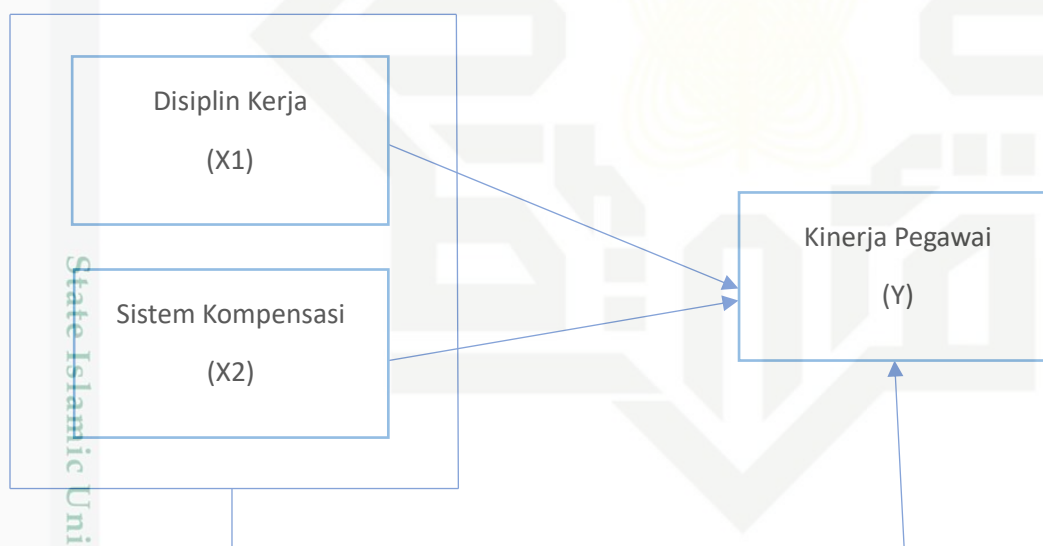 Disiplin Kerja
(X1)
Sistem Kompensasi
(X2)
Kinerja Pegawai
(Y)
State Islamic Uni